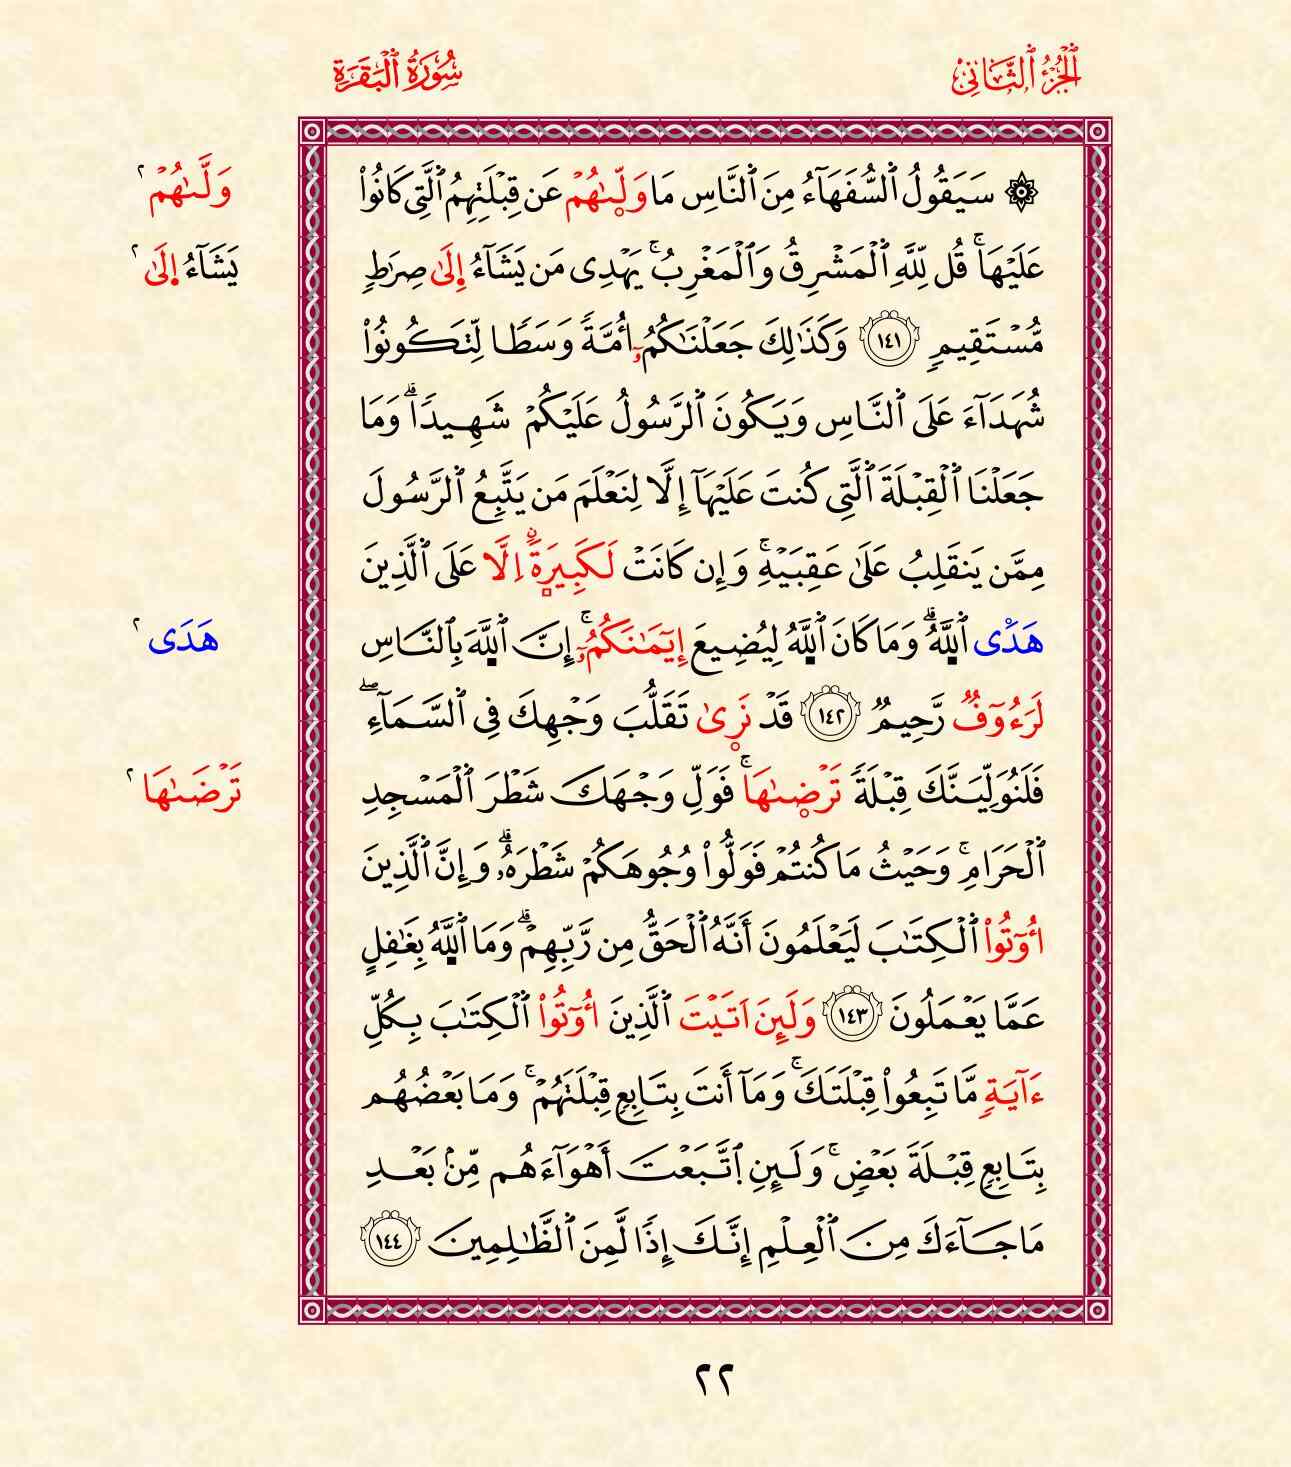 ٱلْجُزْءُ ٱلثَّانِي
سُورَةُ ٱلْبَقَرَةِ
۞ سَيَقُولُ ٱلسُّفَهَآءُ مِنَ ٱلنَّاسِ مَا وَلّٜىٰهُمْ عَن قِبْلَتِهِمُ ٱلَّتِى كَانُوا۟
وَلَّىٰهُمْ ٢
عَلَيْهَاۚ قُل لِّلَّهِ ٱلْمَشْرِقُ وَٱلْمَغْرِبُۚ يَهْدِى مَن يَشَآءُ إِلَىٰ صِرَٰطٍ
يَشَآءُ إِلَىٰ ٢
مُّسْتَقِيمٍ ١٤١ وَكَذَٰلِكَ جَعَلْنَٰكُمُۥٓ أُمَّةً وَسَطًا لِّتَكُونُوا۟
شُهَدَآءَ عَلَى ٱلنَّاسِ وَيَكُونَ ٱلرَّسُولُ عَلَيْكُمْ شَهِيدًاۗ وَمَا
جَعَلْنَا ٱلْقِبْلَةَ ٱلَّتِى كُنتَ عَلَيْهَآ إِلَّا لِنَعْلَمَ مَن يَتَّبِعُ ٱلرَّسُولَ
مِمَّن يَنقَلِبُ عَلَىٰ عَقِبَيْهِۚ وَإِن كَانَتْ لَكَبِيرَةً اِلَّا عَلَى ٱلَّذِينَ
هَدَى ٱللَّهُۗ وَمَا كَانَ ٱللَّهُ لِيُضِيعَ إِيمَٰنَكُمُۥٓۚ إِنَّ ٱللَّهَ بِٱلنَّاسِ
هَدَى ٢
لَرَءُوفٌ رَّحِيمٌ ١٤٢ قَدْ نَرٜىٰ تَقَلُّبَ وَجْهِكَ فِى ٱلسَّمَآءِۖ
فَلَنُوَلِّيَنَّكَ قِبْلَةً تَرْضٜىٰهَاۚ فَوَلِّ وَجْهَكَ شَطْرَ ٱلْمَسْجِدِ
تَرْضَىٰهَا ٢
ٱلْحَرَامِۚ وَحَيْثُ مَا كُنتُمْ فَوَلُّوا۟ وُجُوهَكُمْ شَطْرَهُۥۗ وَإِنَّ ٱلَّذِينَ
اُوتُوا۟ ٱلْكِتَٰبَ لَيَعْلَمُونَ أَنَّهُ ٱلْحَقُّ مِن رَّبِّهِمْۗ وَمَا ٱللَّهُ بِغَٰفِلٍ
عَمَّا يَعْمَلُونَ ١٤٣ وَلَئِنَ اَتَيْتَ ٱلَّذِينَ اُوتُوا۟ ٱلْكِتَٰبَ بِكُلِّ
ءَايَةٍ مَّا تَبِعُوا۟ قِبْلَتَكَۚ وَمَآ أَنتَ بِتَابِعٍ قِبْلَتَهُمْۚ وَمَا بَعْضُهُم
بِتَابِعٍ قِبْلَةَ بَعْضٍۚ وَلَئِنِ ٱتَّبَعْتَ أَهْوَآءَهُم مِّنۢ بَعْدِ
مَا جَآءَكَ مِنَ ٱلْعِلْمِ إِنَّكَ إِذًا لَّمِنَ ٱلظَّٰلِمِينَ ١٤٤
٢٢